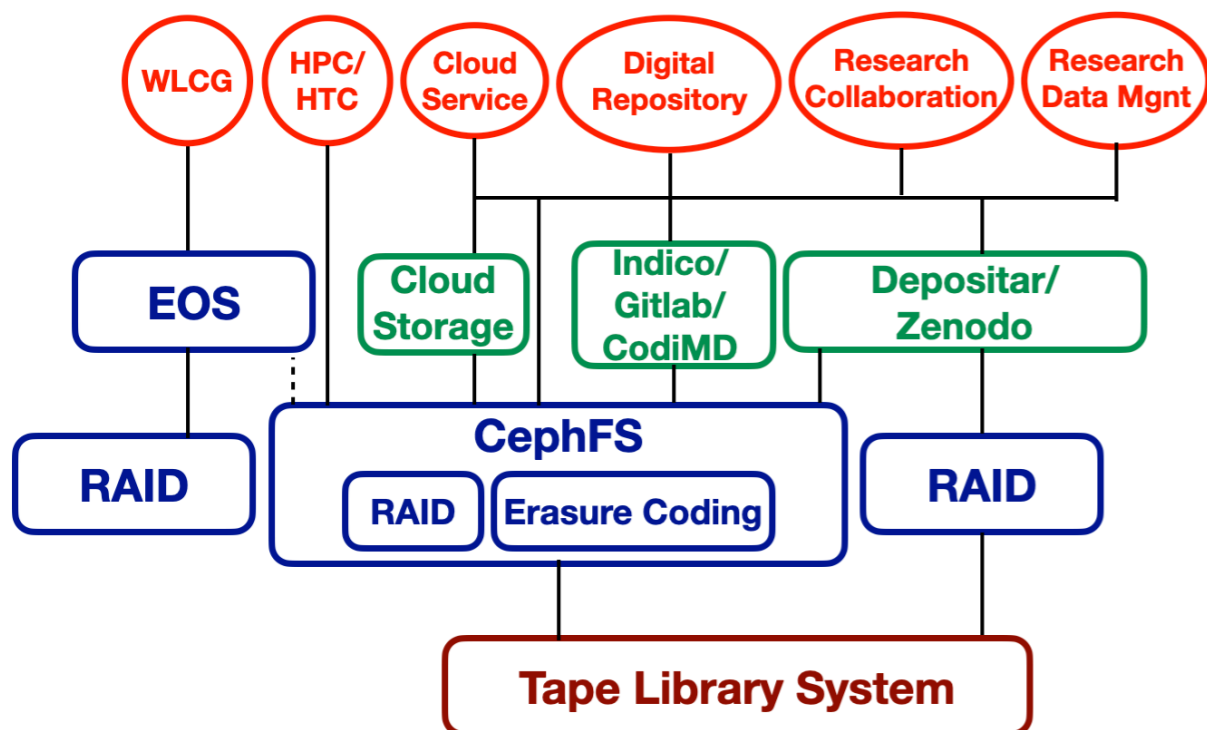 WLCG
HPC/
HTC
Cloud
Service
Digital
Repository
Research
Collaboration
Research
Data Mgnt
EOS
Cloud
Storage
Indico/
Gitlab/
CodiMD
Depositar/
Zenodo
RAID
CephFS
RAID
Erasure Coding
RAID
Tape Library System